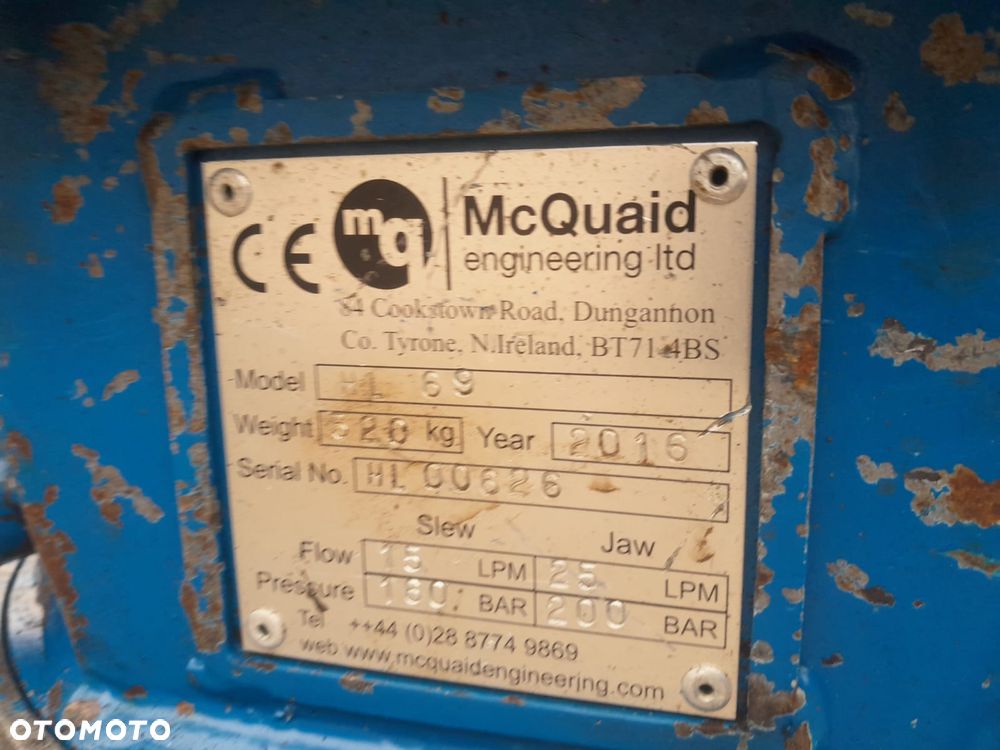 CE mq McQuaid
engineering ltd
84 Cookstown Road, Dungannon
Co. Tyrone, N.Ireland, BT71 4BS
Model HL 69
Weight 520 kg Year 2016
Serial No. HL 00626
Slew Jaw
Flow 15 LPM 25 LPM
Pressure 180 BAR 200 BAR
Tel ++44 (0)28 8774 9869
web www.mcquaidengineering.com
OTOMOTO